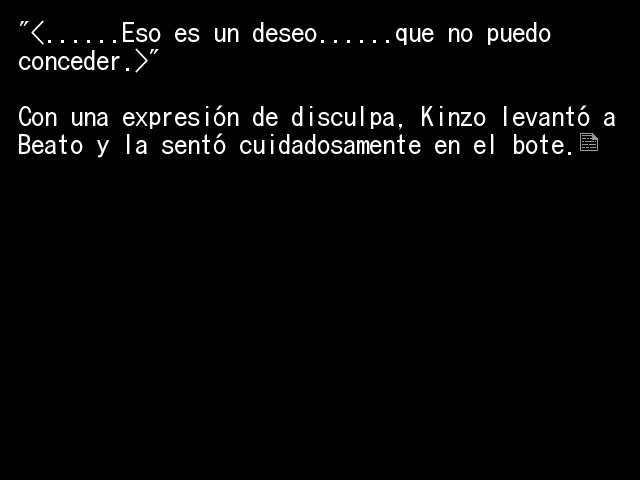 "<......Eso es un deseo......que no puedo
conceder.>"
Con una expresión de disculpa, Kinzo levantó a
Beato y la sentó cuidadosamente en el bote.